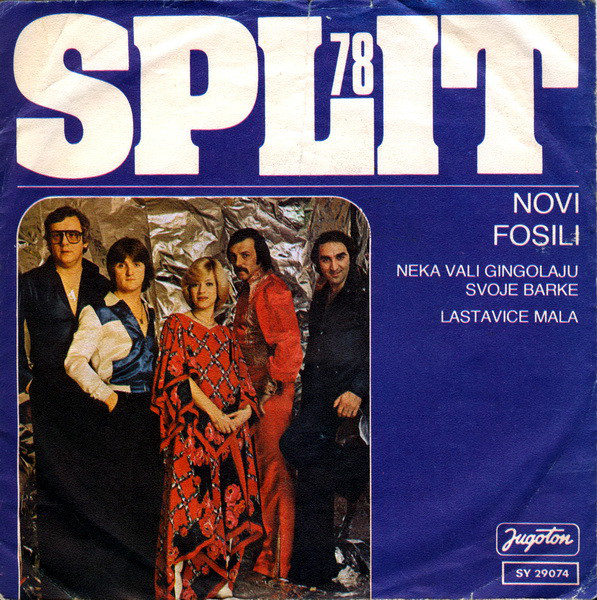 SPLIT
78
NOVI
FOSILI
NEKA VALI GINGOLAJU
SVOJE BARKE
LASTAVICE MALA
Jugoton
SY 29074